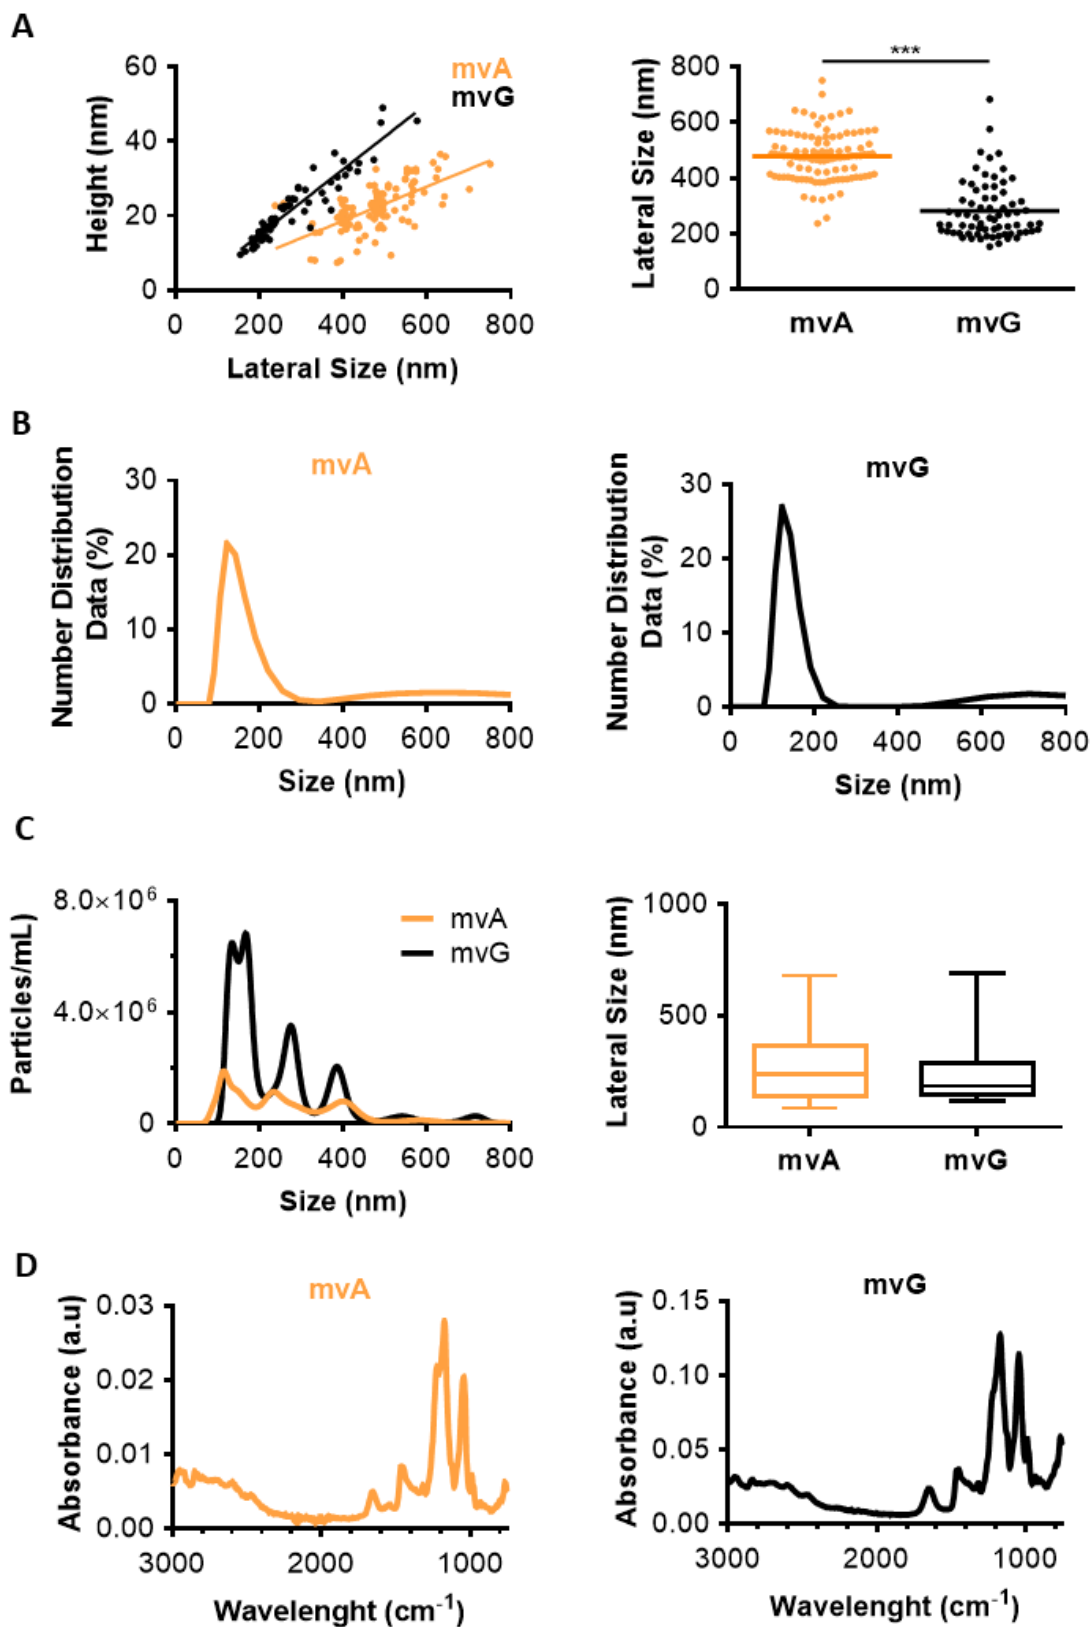 A
60
40
20
0
Height (nm)
0 200 400 600 800
Lateral Size (nm)
mvA
mvG
***
800
600
400
200
0
Lateral Size (nm)
mvA mvG
B
mvA
30
20
10
0
Number Distribution
Data (%)
0 200 400 600 800
Size (nm)
mvG
30
20
10
0
Number Distribution
Data (%)
0 200 400 600 800
Size (nm)
C
8.0×10⁶
4.0×10⁶
0
Particles/mL)
mvA
mvG
0 200 400 600 800
Size (nm)
1000
500
0
Lateral Size (nm)
mvA mvG
D
mvA
0.03
0.02
0.01
0.00
Absorbance (a.u)
3000 2000 1000
Wavelenght (cm⁻¹)
mvG
0.15
0.10
0.05
0.00
Absorbance (a.u)
3000 2000 1000
Wavelenght (cm⁻¹)